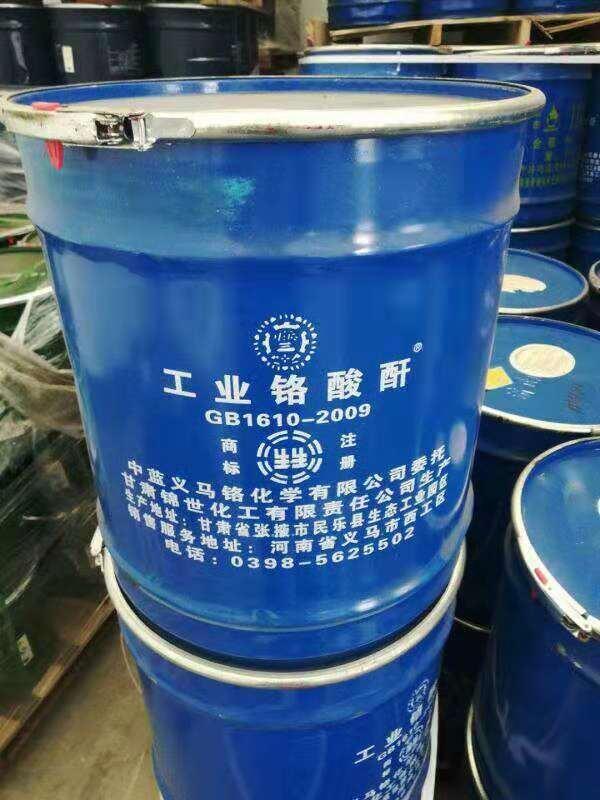 工业铬酸酐®
GB1610-2009
商标
注册
中蓝义马铬化学有限公司委托
甘肃锦世化工有限责任公司生产
生产地址：甘肃省张掖市民乐县生态工业园区
销售服务地址：河南省义马市西工区
电话：0398-5625502
工业
GB1610
商